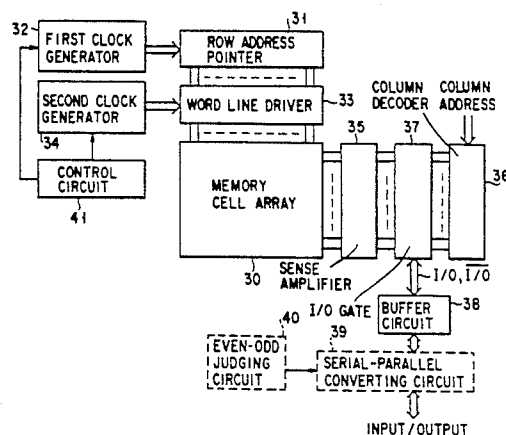 32
FIRST CLOCK
GENERATOR
31
ROW ADDRESS
POINTER
SECOND CLOCK
GENERATOR
34
WORD LINE DRIVER
33
CONTROL
CIRCUIT
41
MEMORY
CELL ARRAY
30
35
SENSE
AMPLIFIER
37
I/O GATE
COLUMN
DECODER
COLUMN
ADDRESS
36
I/O, I/O
BUFFER
CIRCUIT
38
40
EVEN-ODD
JUDGING
CIRCUIT
39
SERIAL-PARALLEL
CONVERTING CIRCUIT
INPUT/OUTPUT